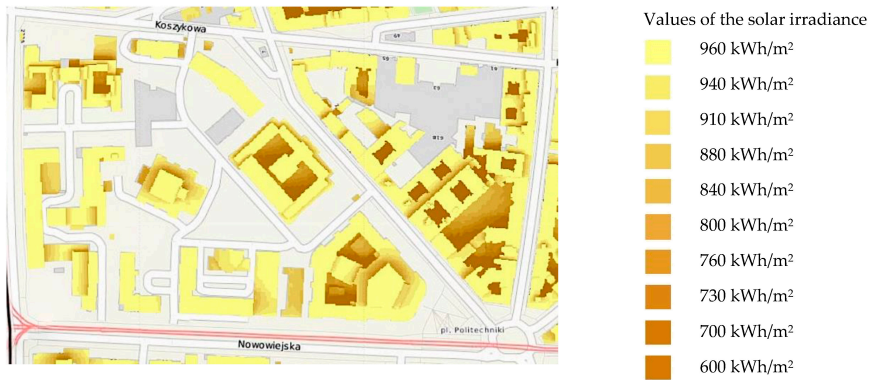 Values of the solar irradiance
960 kWh/m²
940 kWh/m²
910 kWh/m²
880 kWh/m²
840 kWh/m²
800 kWh/m²
760 kWh/m²
730 kWh/m²
700 kWh/m²
600 kWh/m²
Koszykowa
pl. Politechniki
Nowowiejska